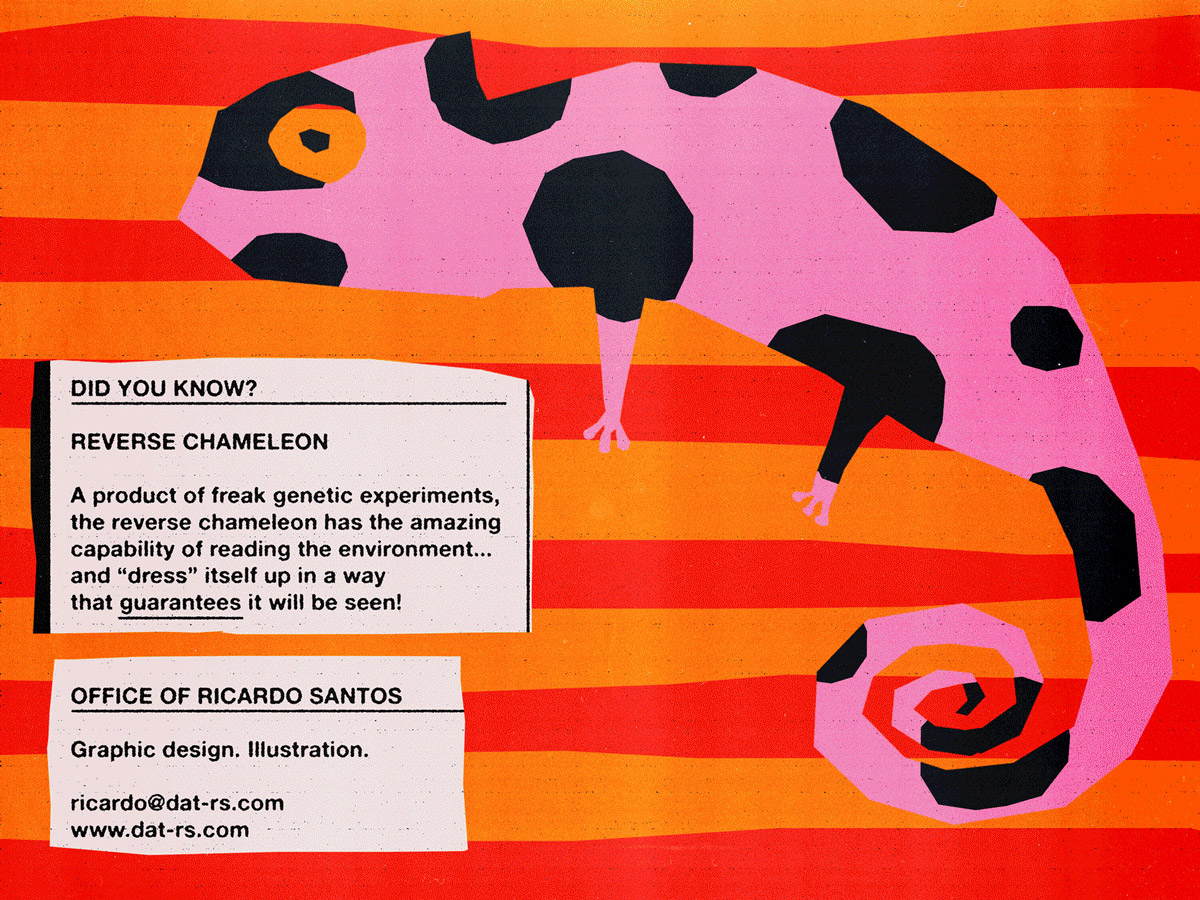 DID YOU KNOW?
REVERSE CHAMELEON
A product of freak genetic experiments,
the reverse chameleon has the amazing
capability of reading the environment...
and “dress” itself up in a way
that guarantees it will be seen!
OFFICE OF RICARDO SANTOS
Graphic design. Illustration.
ricardo@dat-rs.com
www.dat-rs.com